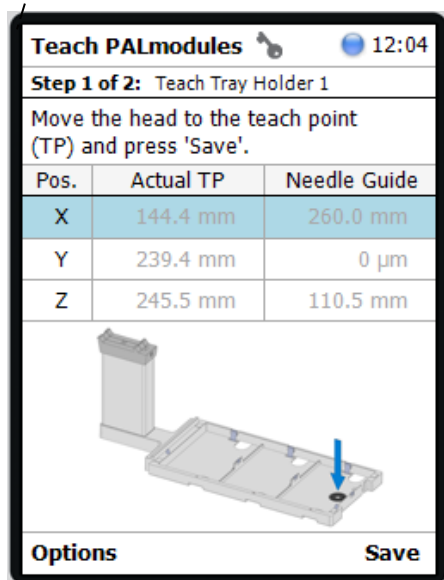 Teach PALmodules 12:04
Step 1 of 2: Teach Tray Holder 1
Move the head to the teach point
(TP) and press 'Save'.
Pos. Actual TP Needle Guide
X 144.4 mm 260.0 mm
Y 239.4 mm 0 µm
Z 245.5 mm 110.5 mm
Options Save